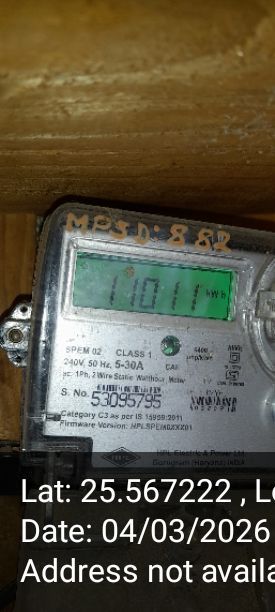 MPSD:882
kWh
SPEM 02 CLASS 1
240V, 50 Hz, 5-30A CAL
ac 1Ph, 2 Wire Static Watthour Meter
S. No. 53095795
Category C3 as per IS 15959:2011
Firmware Version:
HPL Electric & Power Ltd.
Gurugram (Haryana) INDIA
Lat: 25.567222 , Lo
Date: 04/03/2026
Address not availa